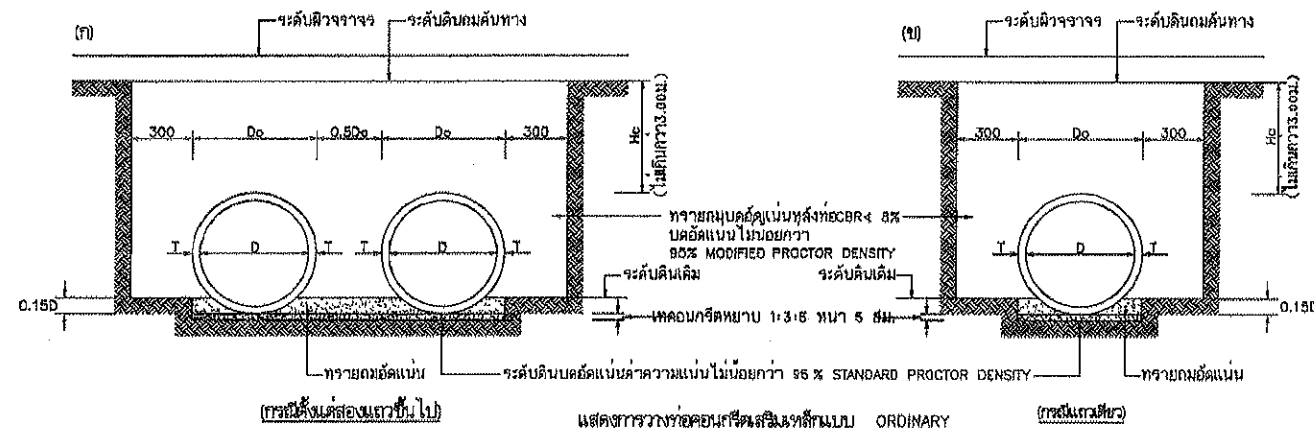 (ก)
ระดับผิวจราจร
ระดับดินถมคันทาง
(ข)
ระดับผิวจราจร
ระดับดินถมคันทาง
300
Do
0.5Do
Do
300
Hc
(ไม่เกินกว่า3.00ม.)
300
Do
300
Hc
(ไม่เกินกว่า3.00ม.)
T
D
T
T
D
T
T
D
T
ทรายถมบดอัดแน่นหลังท่อCBR< 8%
บดอัดแน่นไม่น้อยกว่า
95% MODIFIED PROCTOR DENSITY
ระดับดินเดิม
ระดับดินเดิม
0.15D
0.15D
เทคอนกรีตหยาบ 1:3:5 หนา 5 ซม.
ทรายถมอัดแน่น
ระดับดินบดอัดแน่นค่าความแน่นไม่น้อยกว่า 95 % STANDARD PROCTOR DENSITY
ทรายถมอัดแน่น
(กรณีตั้งแต่สองแถวขึ้นไป)
แสดงการวางท่อคอนกรีตเสริมเหล็กแบบ ORDINARY
(กรณีแถวเดียว)